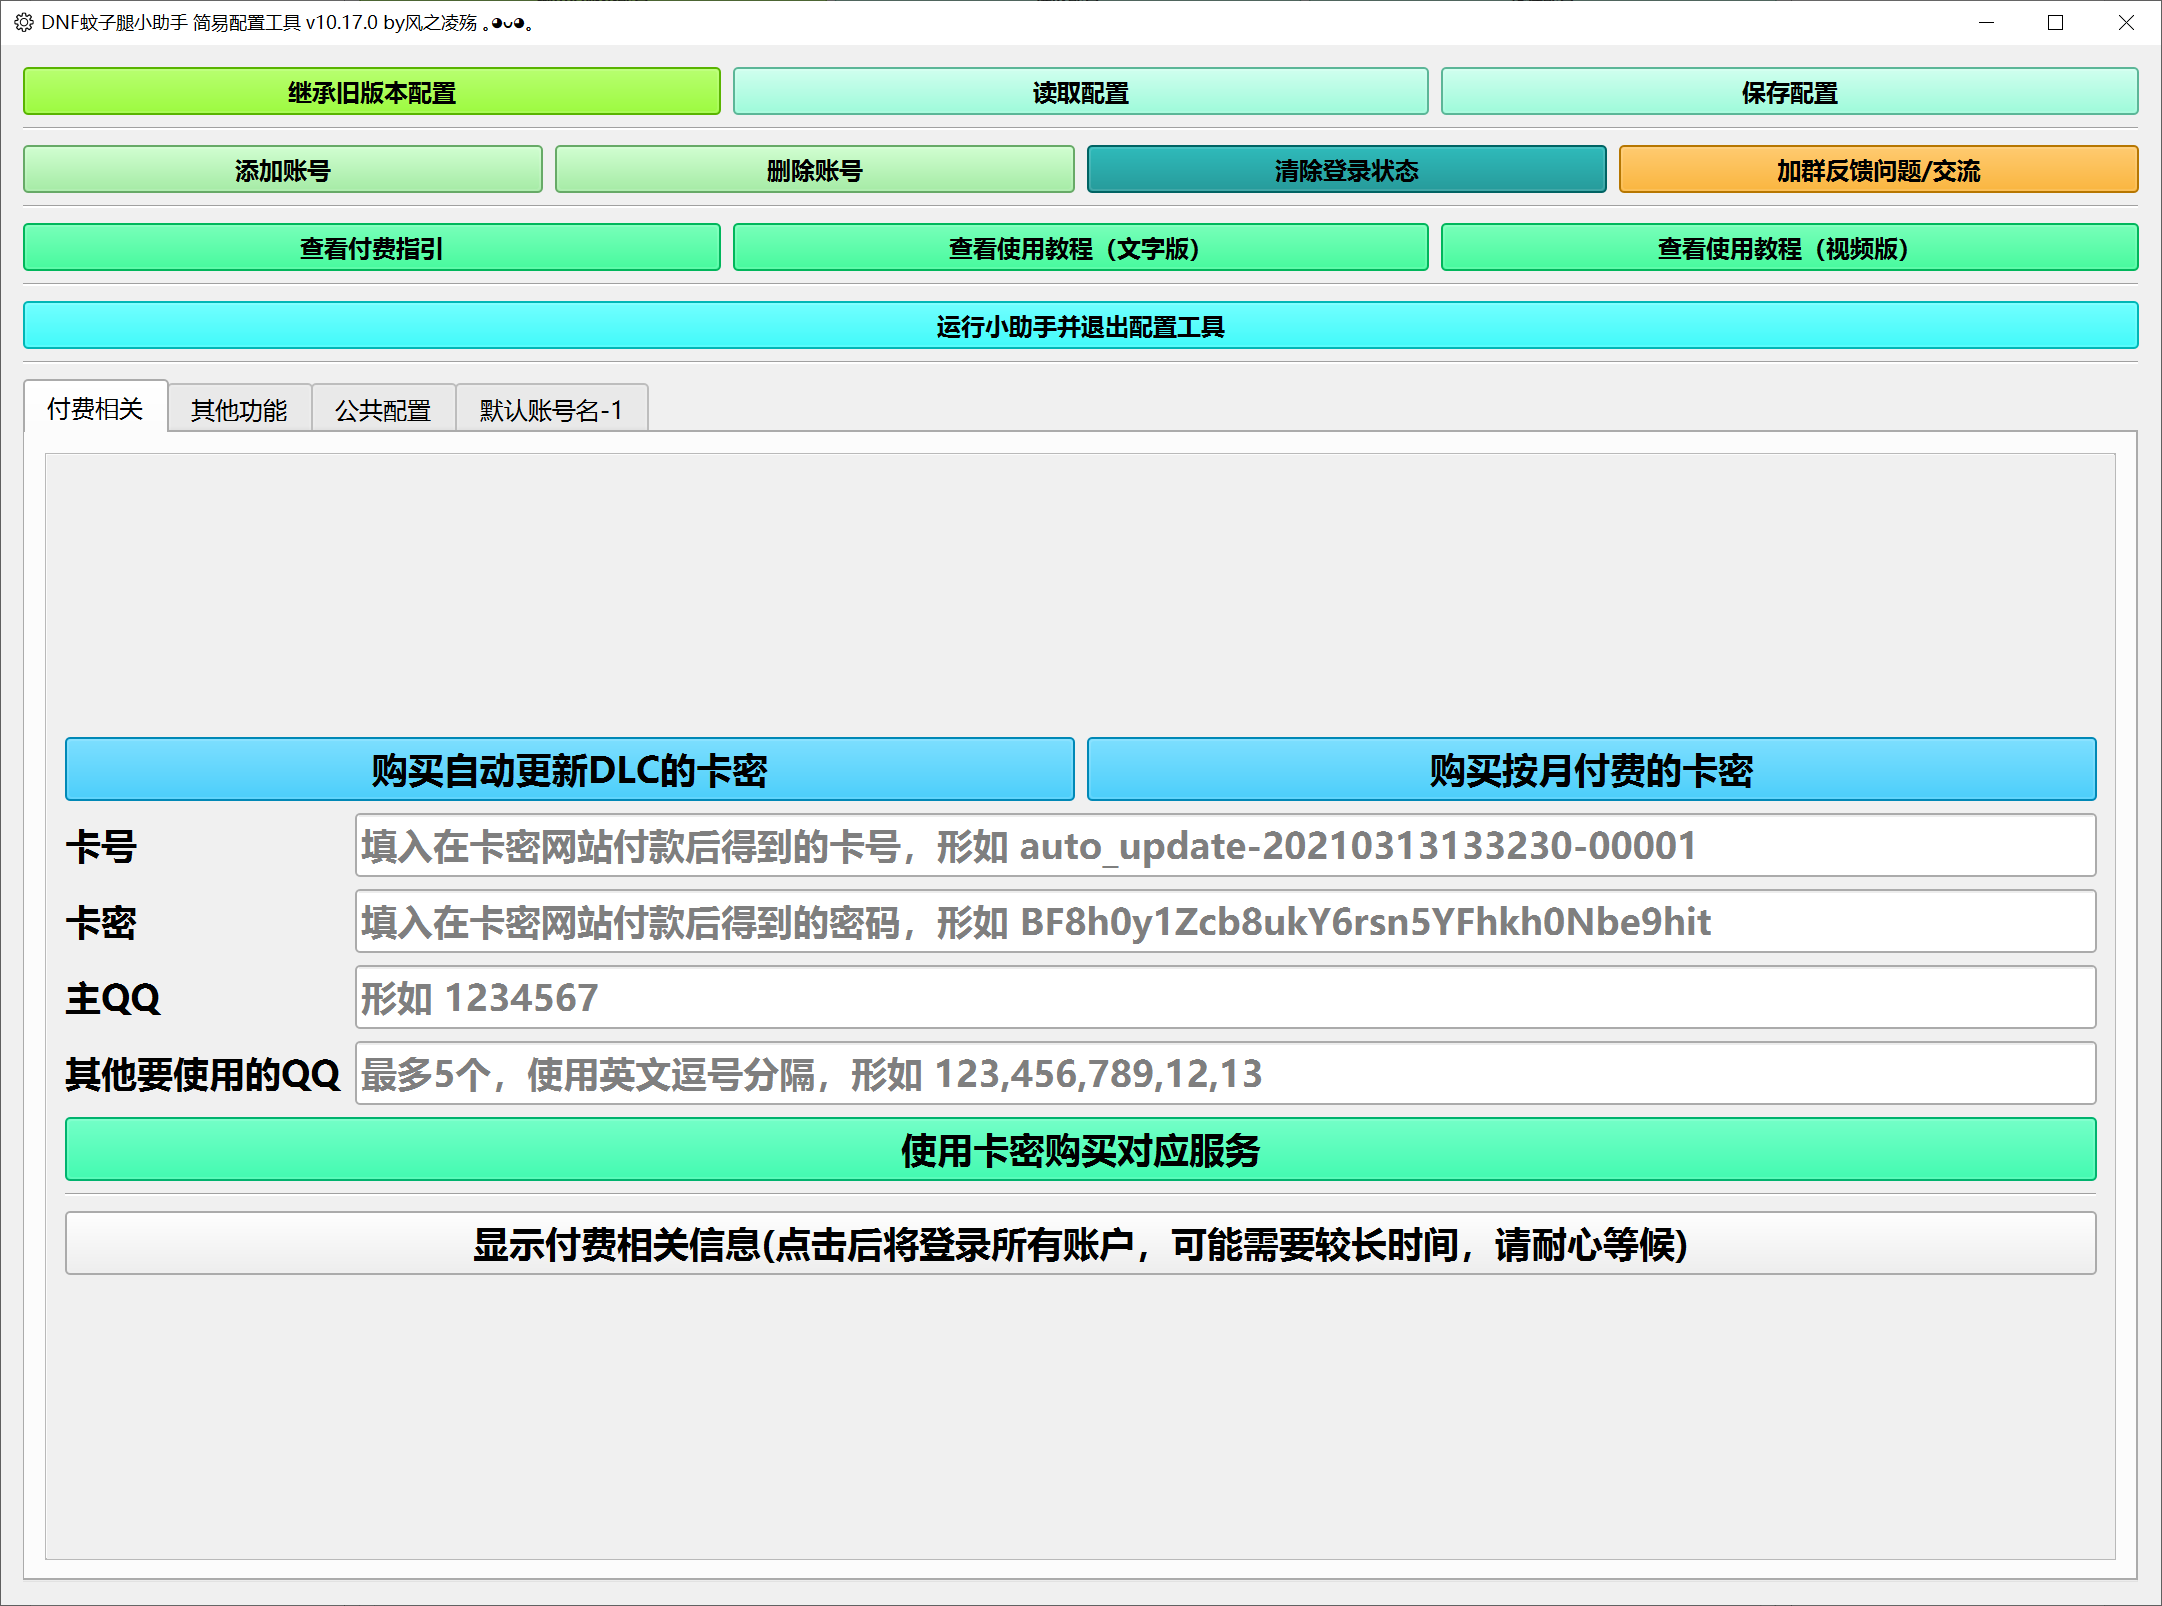 DNF蚊子腿小助手 简易配置工具 v10.17.0 by风之凌殇 。◕ᴗ◕。
继承旧版本配置 读取配置 保存配置
添加账号 删除账号 清除登录状态 加群反馈问题/交流
查看付费指引 查看使用教程（文字版） 查看使用教程（视频版）
运行小助手并退出配置工具
付费相关 其他功能 公共配置 默认账号名-1
购买自动更新DLC的卡密 购买按月付费的卡密
卡号 填入在卡密网站付款后得到的卡号，形如 auto_update-20210313133230-00001
卡密 填入在卡密网站付款后得到的密码，形如 BF8h0y1Zcb8ukY6rsn5YFhkh0Nbe9hit
主QQ 形如 1234567
其他要使用的QQ 最多5个，使用英文逗号分隔，形如 123,456,789,12,13
使用卡密购买对应服务
显示付费相关信息(点击后将登录所有账户，可能需要较长时间，请耐心等候)